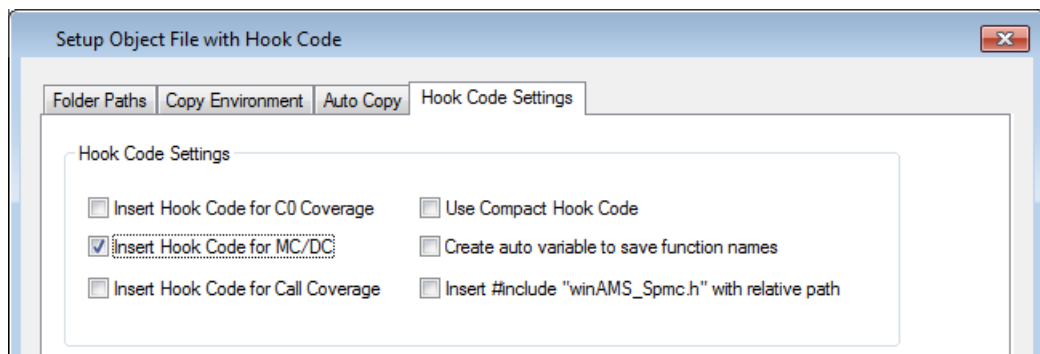 Setup Object File with Hook Code
Folder Paths Copy Environment Auto Copy Hook Code Settings
Hook Code Settings
Insert Hook Code for C0 Coverage Use Compact Hook Code
Insert Hook Code for MC/DC Create auto variable to save function names
Insert Hook Code for Call Coverage Insert #include "winAMS_Spmc.h" with relative path